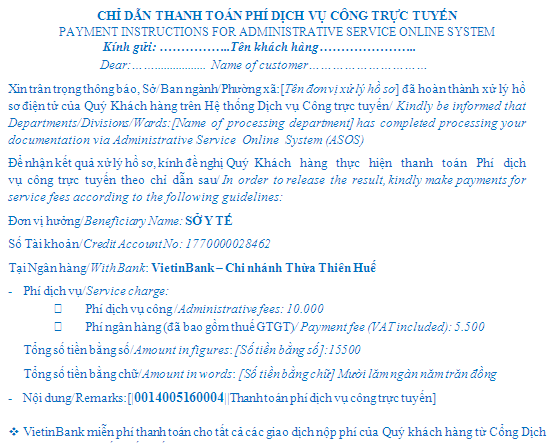 CHỈ DẪN THANH TOÁN PHÍ DỊCH VỤ CÔNG TRỰC TUYẾN
PAYMENT INSTRUCTIONS FOR ADMINISTRATIVE SERVICE ONLINE SYSTEM
Kính gửi: ……………..Tên khách hàng…………………..
Dear:…….................. Name of customer……………………………
Xin trân trọng thông báo, Sở/ Ban ngành/ Phường xã:[Tên đơn vị xử lý hồ sơ] đã hoàn thành xử lý hồ
sơ điện tử của Quý Khách hàng trên Hệ thống Dịch vụ Công trực tuyến/ Kindly be informed that
Departments/Divisions/Wards:[Name of processing department] has completed processing your
documentation via Administrative Service Online System (ASOS)
Để nhận kết quả xử lý hồ sơ, kính đề nghị Quý Khách hàng thực hiện thanh toán Phí dịch
vụ công trực tuyến theo chỉ dẫn sau/ In order to release the result, kindly make payments for
service fees according to the following guidelines:
Đơn vị hưởng/Beneficiary Name: SỞ Y TẾ
Số Tài khoản/Credit Account No: 1770000028462
Tại Ngân hàng/With Bank: VietinBank – Chi nhánh Thừa Thiên Huế
- Phí dịch vụ/Service charge:
Phí dịch vụ công /Administrative fees: 10.000
Phí ngân hàng (đã bao gồm thuế GTGT)/ Payment fee (VAT included): 5,500
Tổng số tiền bằng số/Amount in figures: [Số tiền bằng số]:15500
Tổng số tiền bằng chữ/Amount in words: [Số tiền bằng chữ] Mười lăm ngàn năm trăm đồng
- Nội dung/Remarks:[|0014005160004||Thanh toán phí dịch vụ công trực tuyến]
❖ VietinBank miễn phí thanh toán cho tất cả các giao dịch nộp phí của Quý khách hàng từ Cổng Dịch